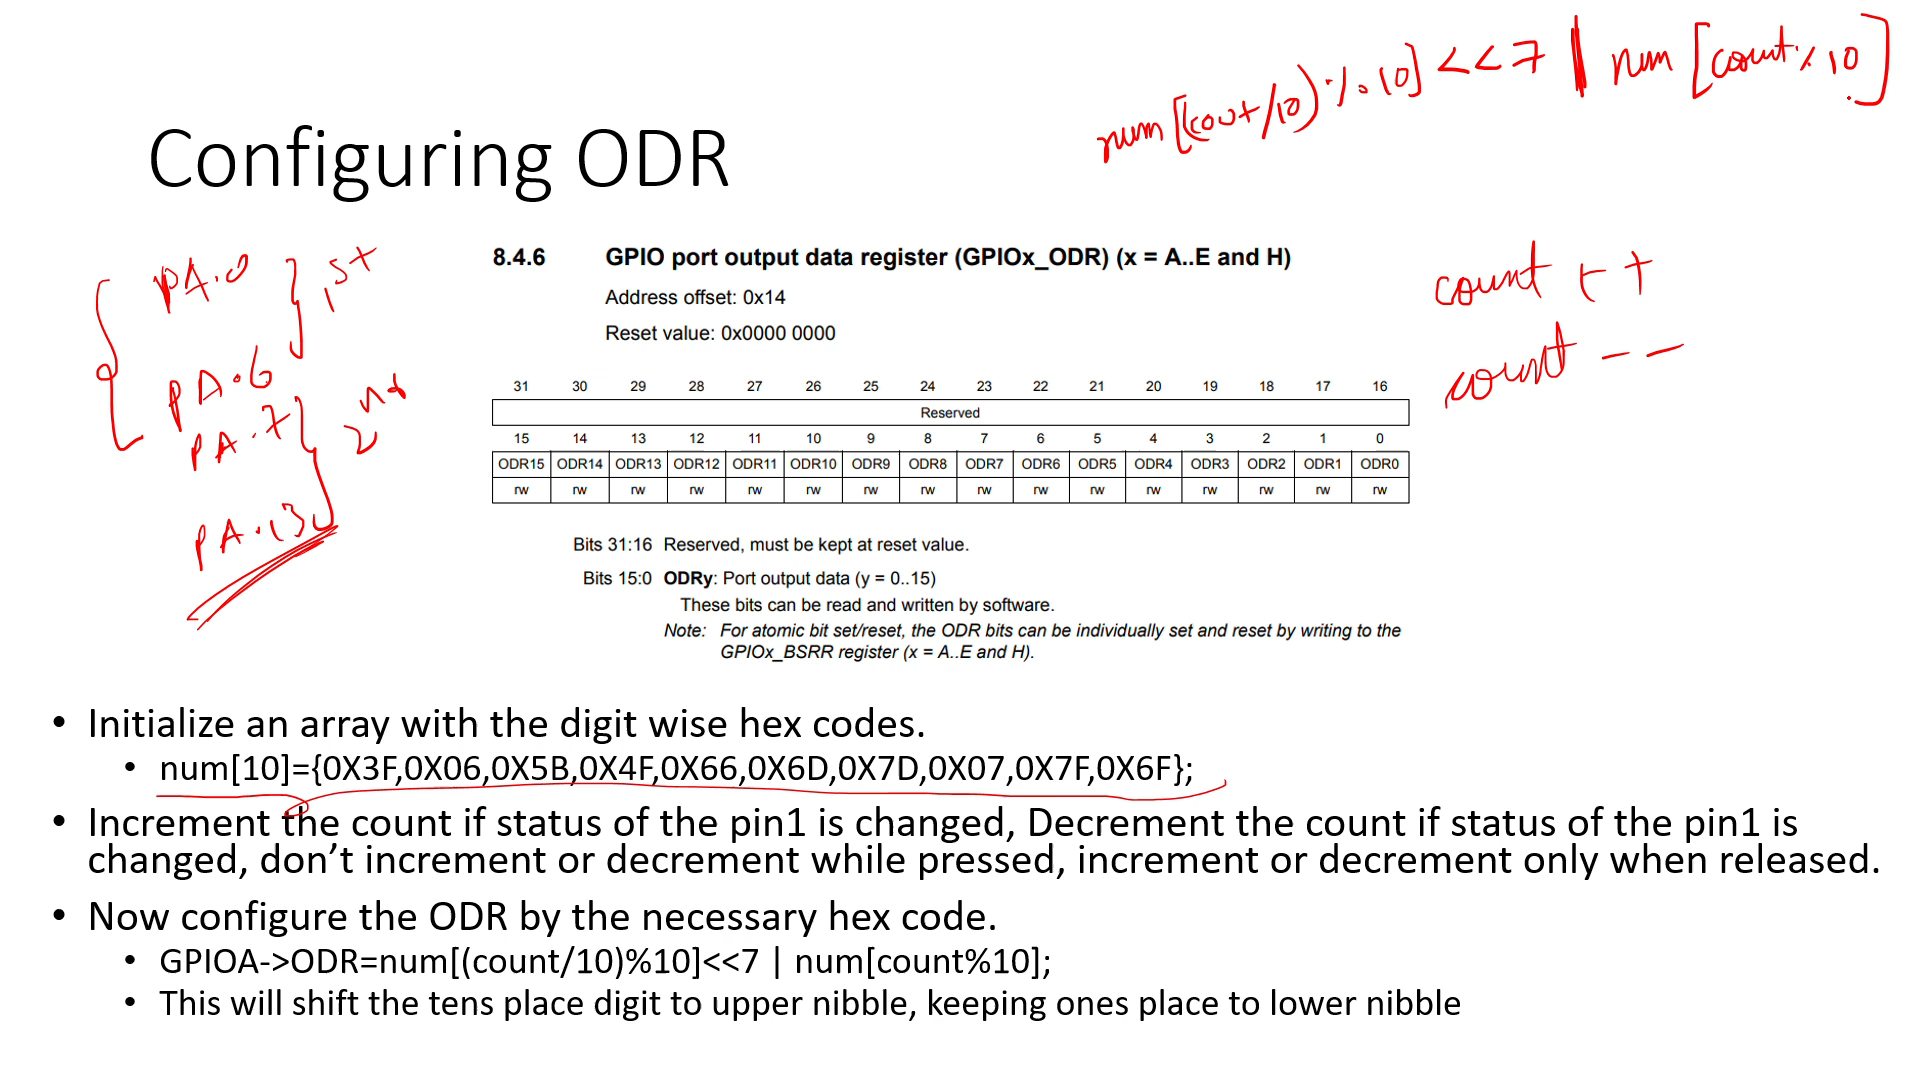 num[(cout/10)%10]<<7 | num[count%10]
Configuring ODR
PA.0 } 1st
PA.6
PA.7 } 2nd
PA.13
8.4.6 GPIO port output data register (GPIOx_ODR) (x = A..E and H)
Address offset: 0x14
Reset value: 0x0000 0000
count ++
count --
31 30 29 28 27 26 25 24 23 22 21 20 19 18 17 16
Reserved
15 14 13 12 11 10 9 8 7 6 5 4 3 2 1 0
ODR15 ODR14 ODR13 ODR12 ODR11 ODR10 ODR9 ODR8 ODR7 ODR6 ODR5 ODR4 ODR3 ODR2 ODR1 ODR0
rw rw rw rw rw rw rw rw rw rw rw rw rw rw rw rw
Bits 31:16 Reserved, must be kept at reset value.
Bits 15:0 ODRy: Port output data (y = 0..15)
These bits can be read and written by software.
Note: For atomic bit set/reset, the ODR bits can be individually set and reset by writing to the
GPIOx_BSRR register (x = A..E and H).
• Initialize an array with the digit wise hex codes.
• num[10]={0X3F,0X06,0X5B,0X4F,0X66,0X6D,0X7D,0X07,0X7F,0X6F};
• Increment the count if status of the pin1 is changed, Decrement the count if status of the pin1 is
changed, don’t increment or decrement while pressed, increment or decrement only when released.
• Now configure the ODR by the necessary hex code.
• GPIOA->ODR=num[(count/10)%10]<<7 | num[count%10];
• This will shift the tens place digit to upper nibble, keeping ones place to lower nibble